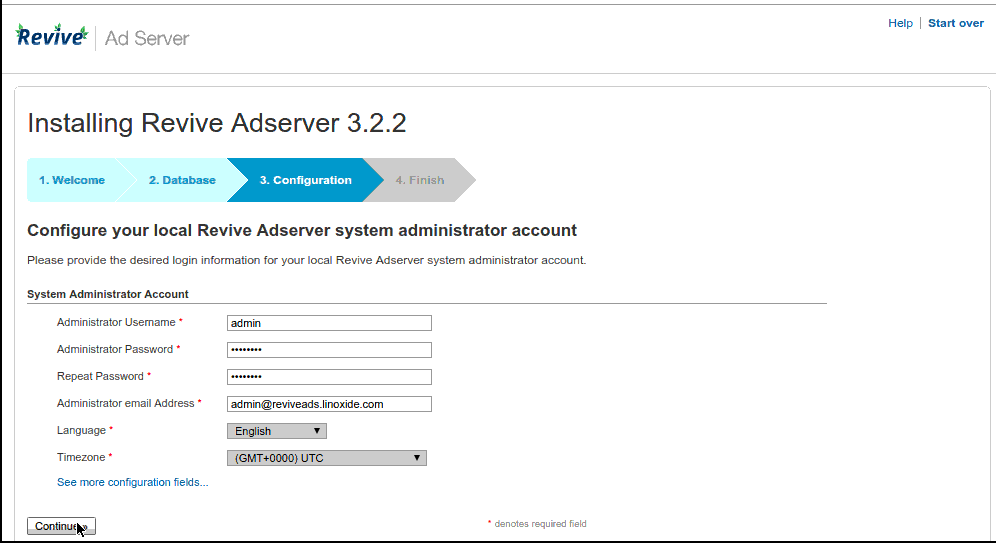 Revive Ad Server
Help | Start over
Installing Revive Adserver 3.2.2
1. Welcome 2. Database 3. Configuration 4. Finish
Configure your local Revive Adserver system administrator account
Please provide the desired login information for your local Revive Adserver system administrator account.
System Administrator Account
Administrator Username * admin
Administrator Password * ••••••••
Repeat Password * ••••••••
Administrator email Address * admin@reviveads.linoxide.com
Language * English ▼
Timezone * (GMT+0000) UTC ▼
See more configuration fields...
Continue »
* denotes required field